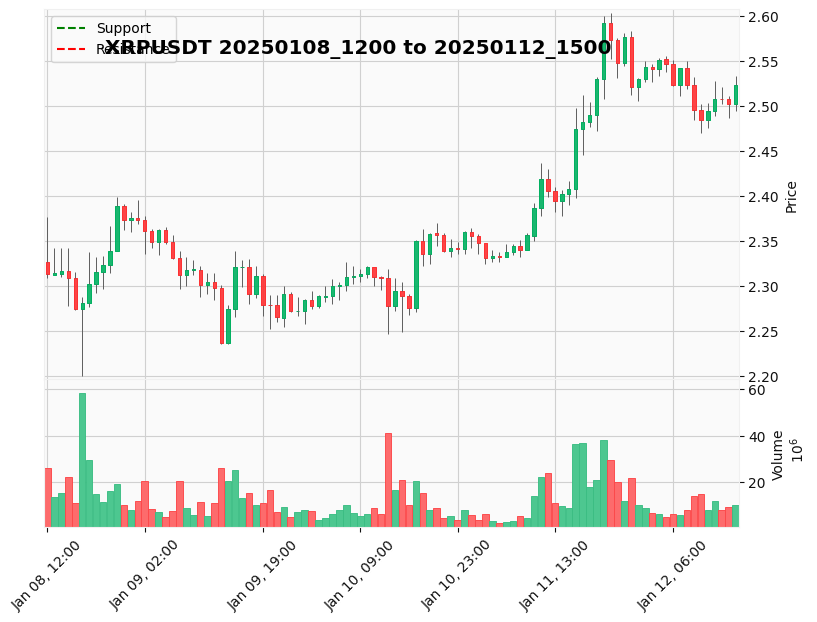 Support
Resistance
XRPUSDT 20250108_1200 to 20250112_1500
2.60
2.55
2.50
2.45
2.40
2.35
2.30
2.25
2.20
Price
60
40
20
Volume
10^6
Jan 08, 12:00
Jan 09, 02:00
Jan 09, 19:00
Jan 10, 09:00
Jan 10, 23:00
Jan 11, 13:00
Jan 12, 06:00